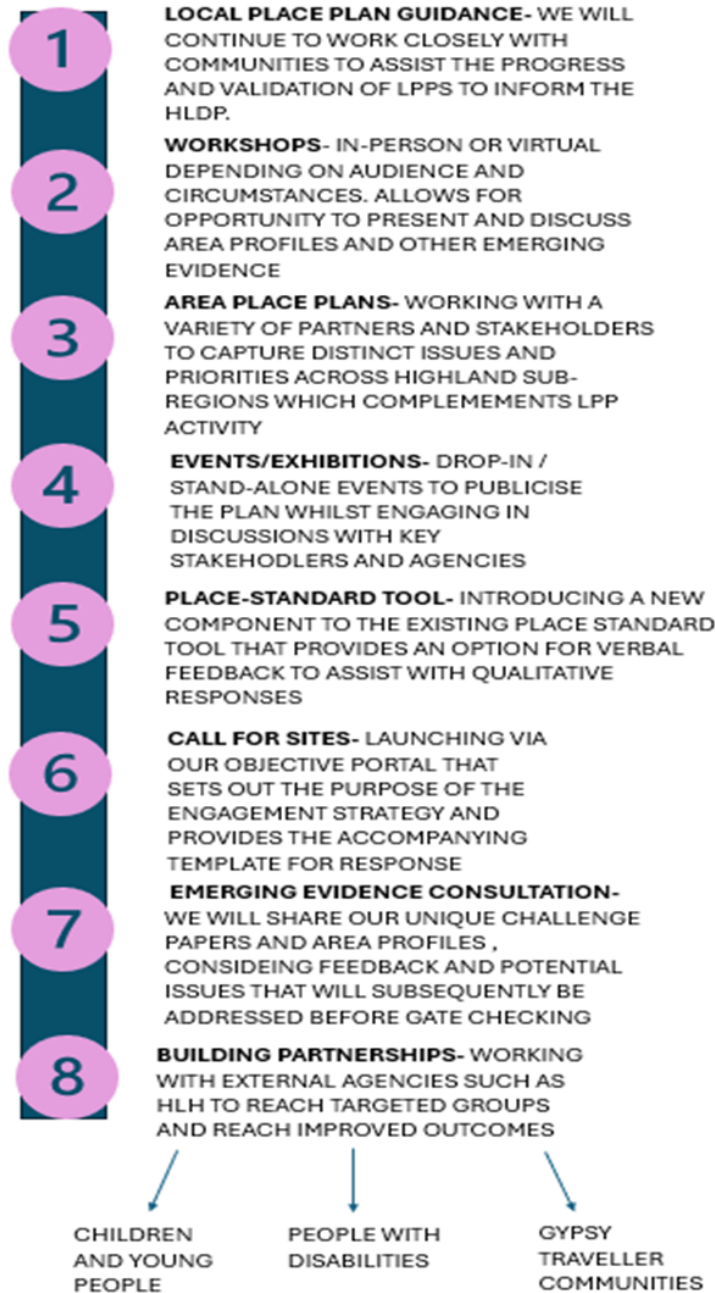 1
LOCAL PLACE PLAN GUIDANCE- WE WILL
CONTINUE TO WORK CLOSELY WITH
COMMUNITIES TO ASSIST THE PROGRESS
AND VALIDATION OF LPPS TO INFORM THE
HLDP.
2
WORKSHOPS- IN-PERSON OR VIRTUAL
DEPENDING ON AUDIENCE AND
CIRCUMSTANCES. ALLOWS FOR
OPPORTUNITY TO PRESENT AND DISCUSS
AREA PROFILES AND OTHER EMERGING
EVIDENCE
3
AREA PLACE PLANS- WORKING WITH A
VARIETY OF PARTNERS AND STAKEHOLDERS
TO CAPTURE DISTINCT ISSUES AND
PRIORITIES ACROSS HIGHLAND SUB-
REGIONS WHICH COMPLEMEMENTS LPP
ACTIVITY
4
EVENTS/EXHIBITIONS- DROP-IN /
STAND-ALONE EVENTS TO PUBLICISE
THE PLAN WHILST ENGAGING IN
DISCUSSIONS WITH KEY
STAKEHODLERS AND AGENCIES
5
PLACE-STANDARD TOOL- INTRODUCING A NEW
COMPONENT TO THE EXISTING PLACE STANDARD
TOOL THAT PROVIDES AN OPTION FOR VERBAL
FEEDBACK TO ASSIST WITH QUALITATIVE
RESPONSES
6
CALL FOR SITES- LAUNCHING VIA
OUR OBJECTIVE PORTAL THAT
SETS OUT THE PURPOSE OF THE
ENGAGEMENT STRATEGY AND
PROVIDES THE ACCOMPANYING
TEMPLATE FOR RESPONSE
7
EMERGING EVIDENCE CONSULTATION-
WE WILL SHARE OUR UNIQUE CHALLENGE
PAPERS AND AREA PROFILES ,
CONSIDEING FEEDBACK AND POTENTIAL
ISSUES THAT WILL SUBSEQUENTLY BE
ADDRESSED BEFORE GATE CHECKING
8
BUILDING PARTNERSHIPS- WORKING
WITH EXTERNAL AGENCIES SUCH AS
HLH TO REACH TARGETED GROUPS
AND REACH IMPROVED OUTCOMES
CHILDREN
AND YOUNG
PEOPLE
PEOPLE WITH
DISABILITIES
GYPSY
TRAVELLER
COMMUNITIES